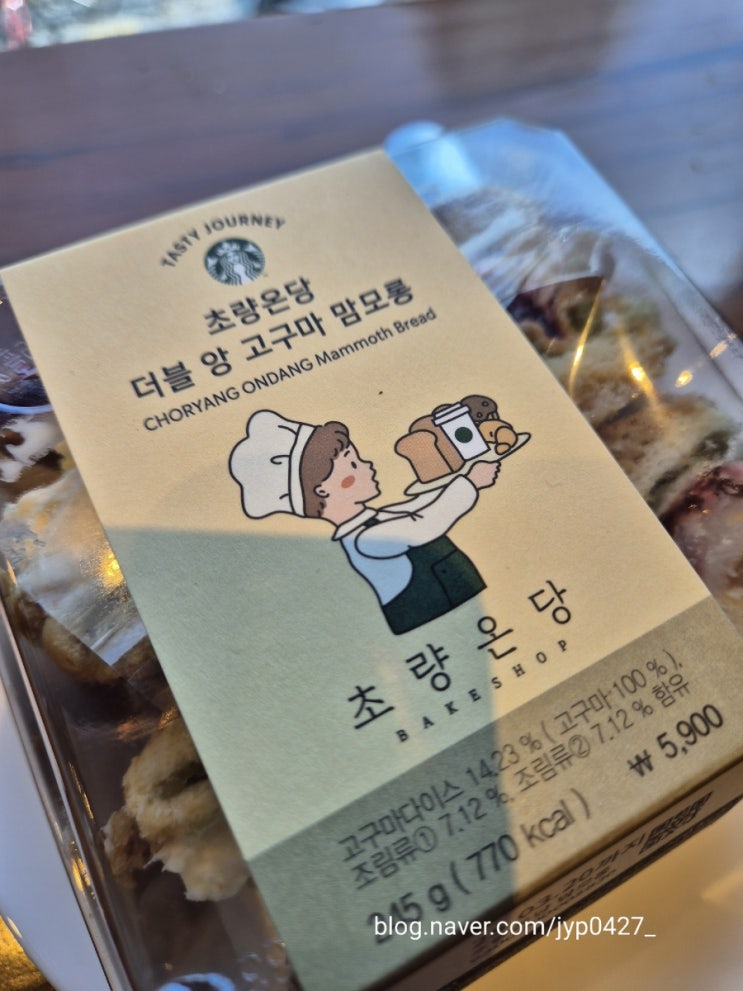 TASTY JOURNEY
초량온당
더블 앙 고구마 맘모롱
CHORYANG ONDANG Mammoth Bread
초량온당
BAKESHOP
고구마다이스 14.23 % ( 고구마 100 % ),
조림류① 7.12 %, 조림류② 7.12 % 함유
₩ 5,900
g ( 770 kcal )
blog.naver.com/jyp0427_